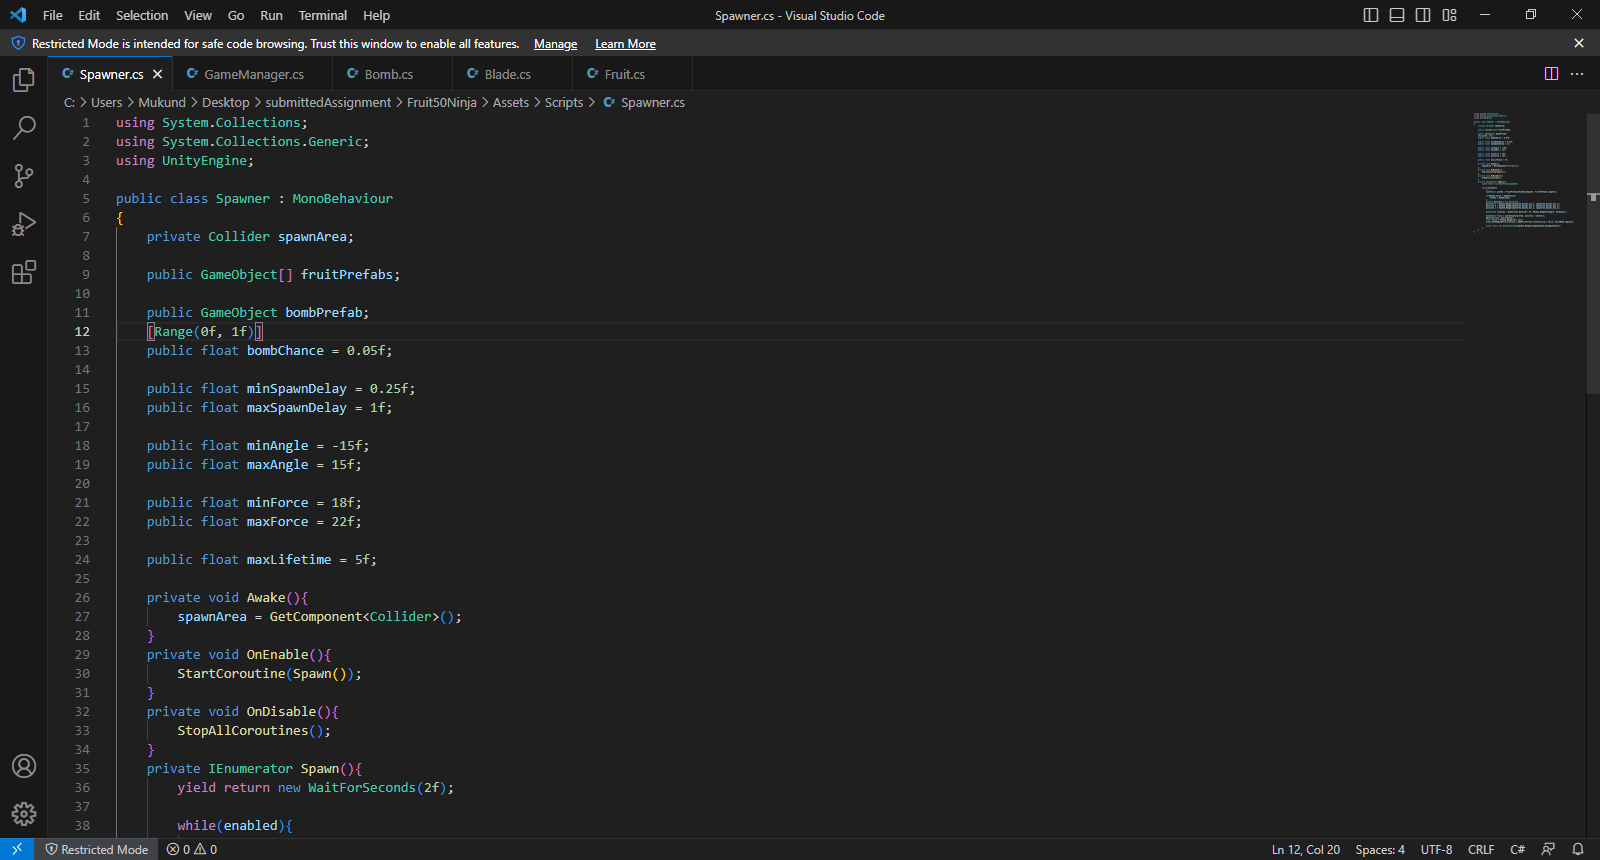 File Edit Selection View Go Run Terminal Help Spawner.cs - Visual Studio Code
Restricted Mode is intended for safe code browsing. Trust this window to enable all features. Manage Learn More
Spawner.cs GameManager.cs Bomb.cs Blade.cs Fruit.cs
C: > Users > Mukund > Desktop > submittedAssignment > Fruit50Ninja > Assets > Scripts > Spawner.cs
1 using System.Collections;
2 using System.Collections.Generic;
3 using UnityEngine;
4
5 public class Spawner : MonoBehaviour
6 {
7 private Collider spawnArea;
8
9 public GameObject[] fruitPrefabs;
10
11 public GameObject bombPrefab;
12 [Range(0f, 1f)]
13 public float bombChance = 0.05f;
14
15 public float minSpawnDelay = 0.25f;
16 public float maxSpawnDelay = 1f;
17
18 public float minAngle = -15f;
19 public float maxAngle = 15f;
20
21 public float minForce = 18f;
22 public float maxForce = 22f;
23
24 public float maxLifetime = 5f;
25
26 private void Awake(){
27 spawnArea = GetComponent<Collider>();
28 }
29 private void OnEnable(){
30 StartCoroutine(Spawn());
31 }
32 private void OnDisable(){
33 StopAllCoroutines();
34 }
35 private IEnumerator Spawn(){
36 yield return new WaitForSeconds(2f);
37
38 while(enabled){
Restricted Mode 0 0 Ln 12, Col 20 Spaces: 4 UTF-8 CRLF C#